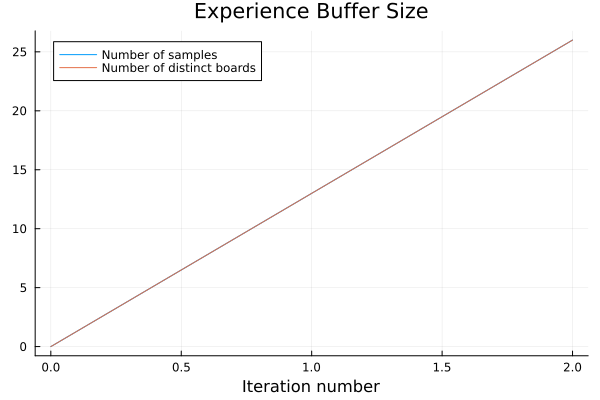 Experience Buffer Size
Number of samples
Number of distinct boards
25
20
15
10
5
0
0.0 0.5 1.0 1.5 2.0
Iteration number